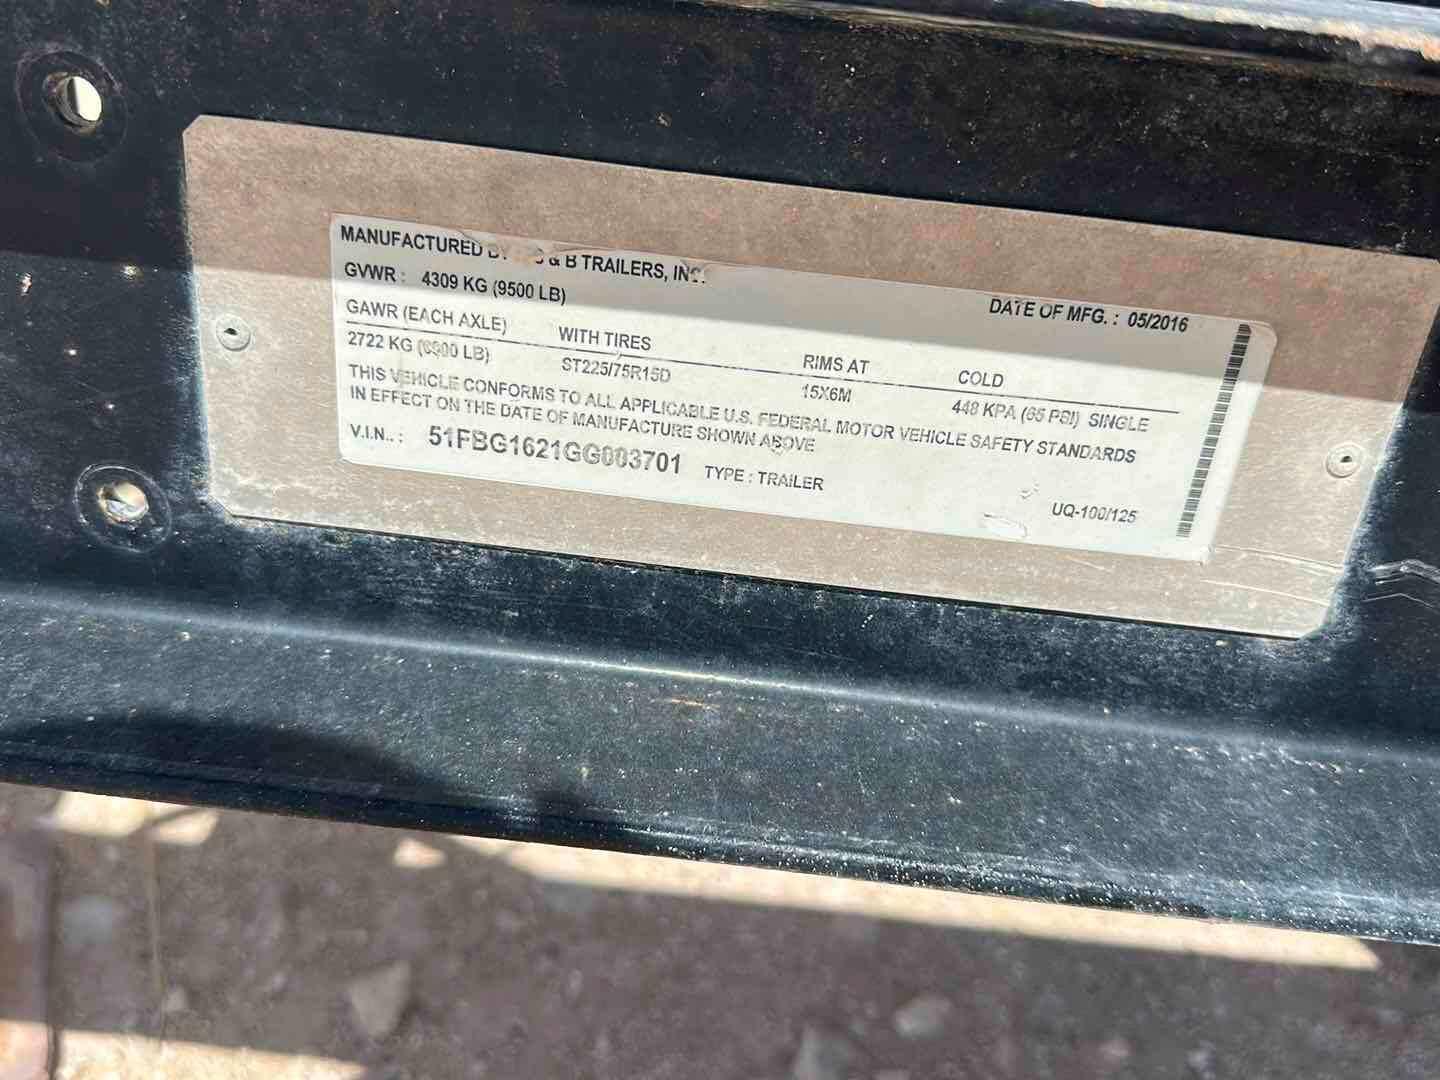 MANUFACTURED & B TRAILERS, INC.
GVWR : 4309 KG (9500 LB) DATE OF MFG. : 05/2016
GAWR (EACH AXLE) WITH TIRES RIMS AT COLD
2722 KG (6000 LB) ST225/75R15D 15X6M 448 KPA (65 PSI) SINGLE
THIS VEHICLE CONFORMS TO ALL APPLICABLE U.S. FEDERAL MOTOR VEHICLE SAFETY STANDARDS
IN EFFECT ON THE DATE OF MANUFACTURE SHOWN ABOVE
V.I.N.. : 51FBG1621GG003701 TYPE : TRAILER UQ-100/125